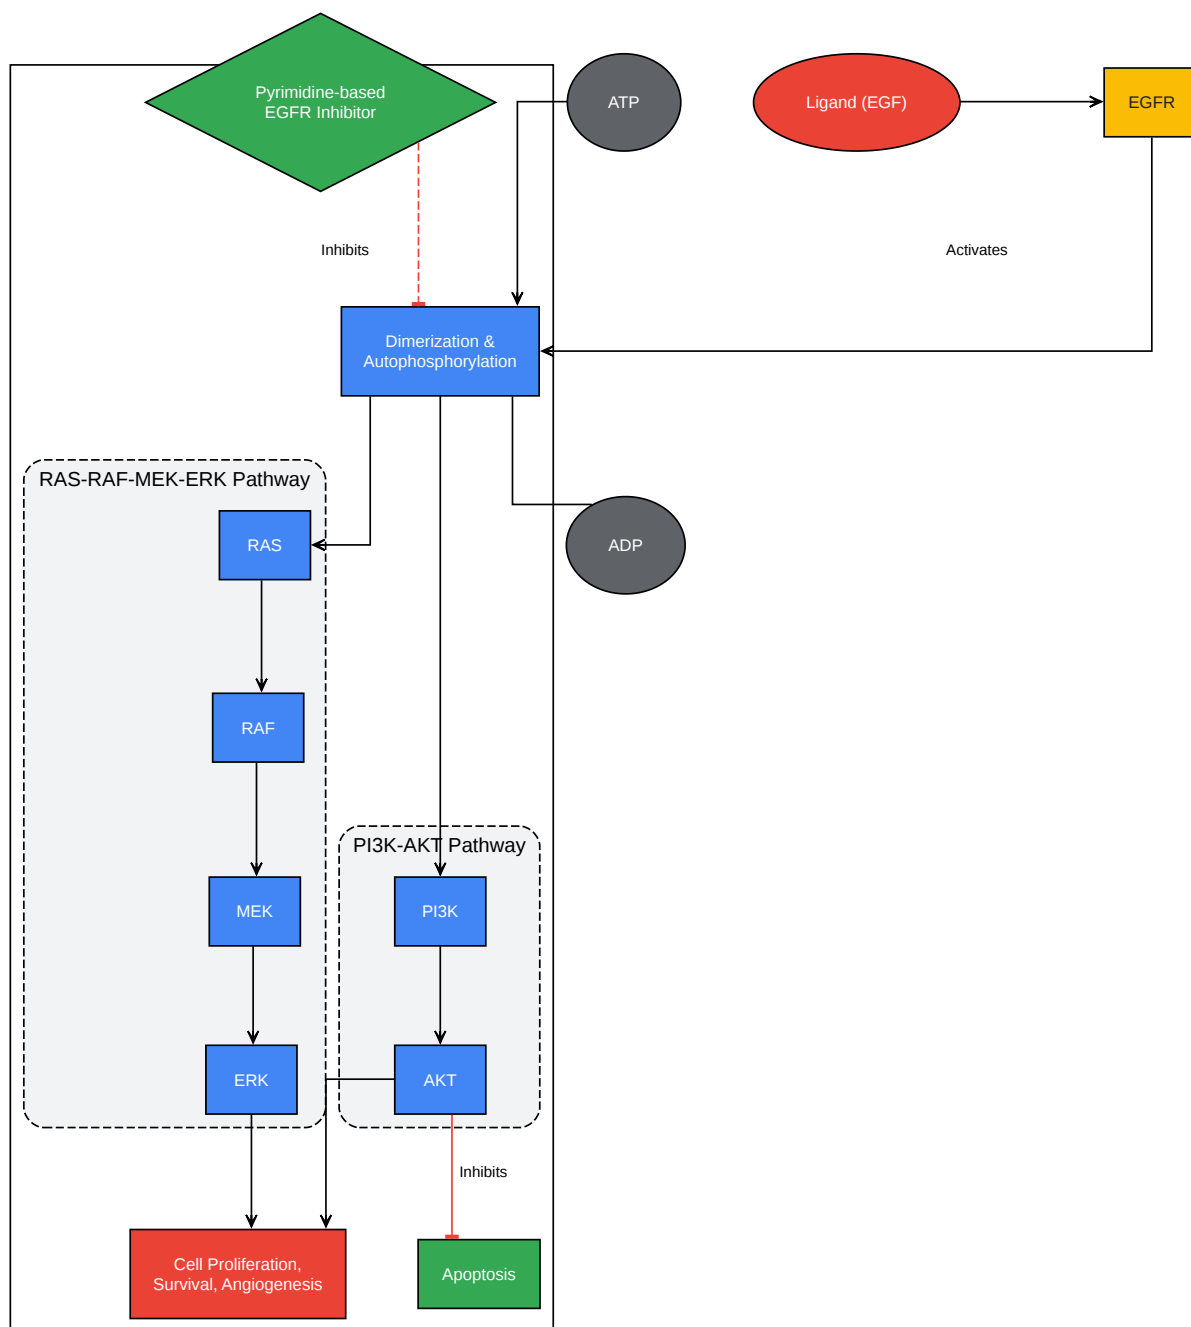 Pyrimidine-based
EGFR Inhibitor
ATP
Ligand (EGF)
EGFR
Inhibits
Activates
Dimerization &
Autophosphorylation
RAS-RAF-MEK-ERK Pathway
RAS
ADP
RAF
PI3K-AKT Pathway
MEK
PI3K
ERK
AKT
Inhibits
Cell Proliferation,
Survival, Angiogenesis
Apoptosis